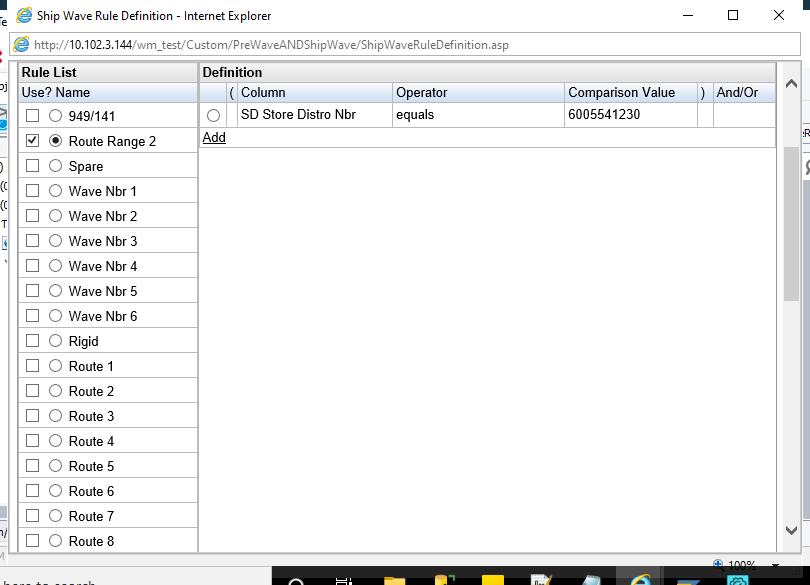 Ship Wave Rule Definition - Internet Explorer
http://10.102.3.144/wm_test/Custom/PreWaveANDShipWave/ShipWaveRuleDefinition.asp
Rule List
Definition
Use? Name
( Column Operator Comparison Value ) And/Or
949/141
SD Store Distro Nbr equals 6005541230
Route Range 2
Add
Spare
Wave Nbr 1
Wave Nbr 2
Wave Nbr 3
Wave Nbr 4
Wave Nbr 5
Wave Nbr 6
Rigid
Route 1
Route 2
Route 3
Route 4
Route 5
Route 6
Route 7
Route 8
100%